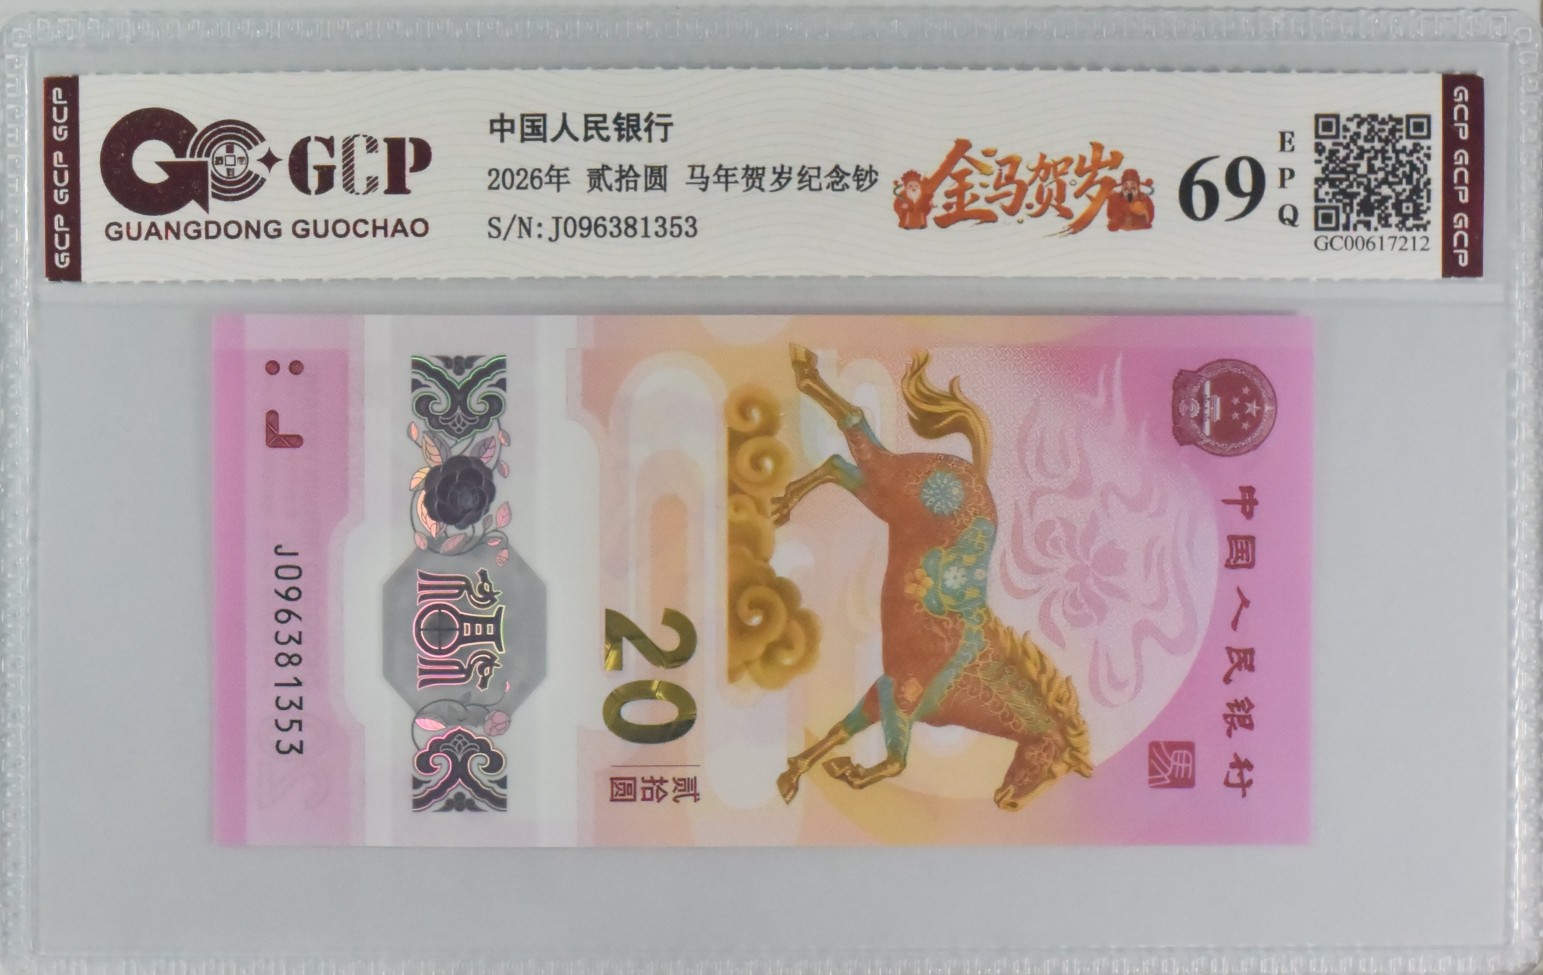 GCP GCP GCP
GCP
GUANGDONG GUOCHAO
中国人民银行
2026年 贰拾圆 马年贺岁纪念钞
S/N:J096381353
金马贺岁
69
EPQ
GC00617212
GCP GCP GCP
J096381353
20
贰拾圆
中国人民银行